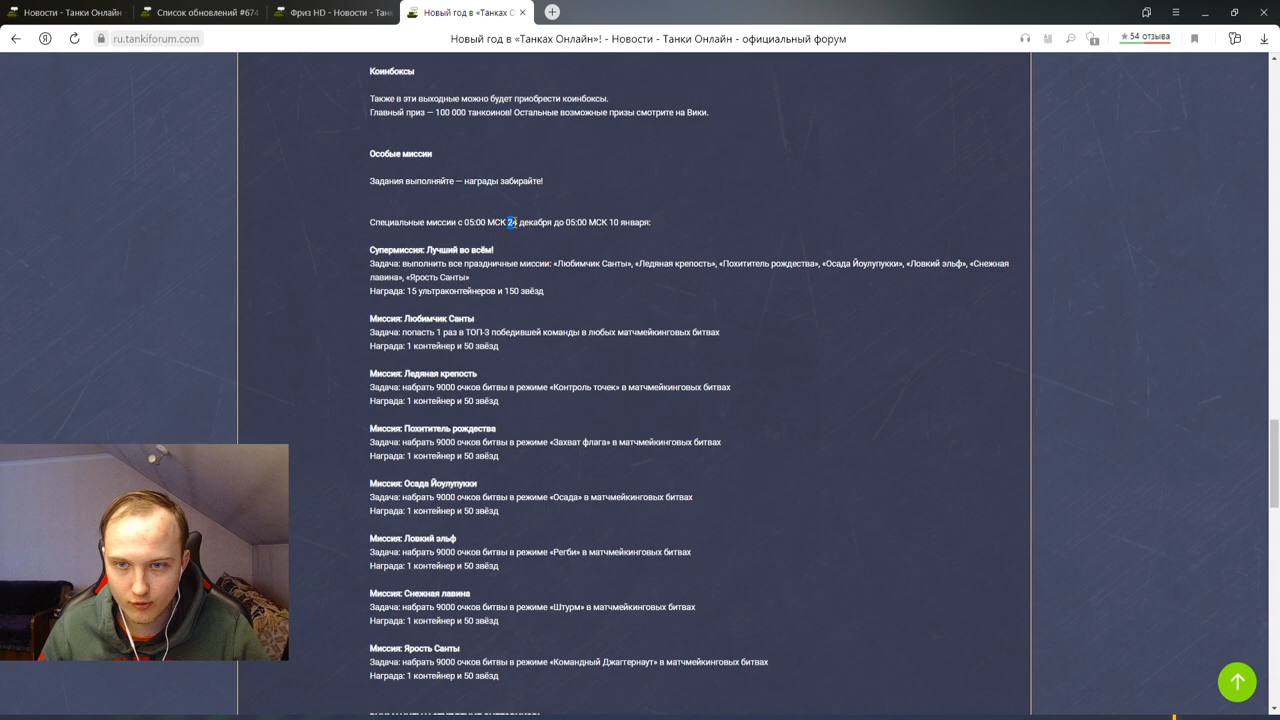 Новости - Танки Онлайн
Список обновлений #674
Фриз HD - Новости - Тан
Новый год в «Танках О
ru.tankiforum.com
Новый год в «Танках Онлайн»! - Новости - Танки Онлайн - официальный форум
54 отзыва
Коинбоксы
Также в эти выходные можно будет приобрести коинбоксы.
Главный приз — 100 000 танкоинов! Остальные возможные призы смотрите на Вики.
Особые миссии
Задания выполняйте — награды забирайте!
Специальные миссии с 05:00 МСК 24 декабря до 05:00 МСК 10 января:
Супермиссия: Лучший во всём!
Задача: выполнить все праздничные миссии: «Любимчик Санты», «Ледяная крепость», «Похититель рождества», «Осада Йоулупукки», «Ловкий эльф», «Снежная
лавина», «Ярость Санты»
Награда: 15 ультраконтейнеров и 150 звёзд
Миссия: Любимчик Санты
Задача: попасть 1 раз в ТОП-3 победившей команды в любых матчмейкинговых битвах
Награда: 1 контейнер и 50 звёзд
Миссия: Ледяная крепость
Задача: набрать 9000 очков битвы в режиме «Контроль точек» в матчмейкинговых битвах
Награда: 1 контейнер и 50 звёзд
Миссия: Похититель рождества
Задача: набрать 9000 очков битвы в режиме «Захват флага» в матчмейкинговых битвах
Награда: 1 контейнер и 50 звёзд
Миссия: Осада Йоулупукки
Задача: набрать 9000 очков битвы в режиме «Осада» в матчмейкинговых битвах
Награда: 1 контейнер и 50 звёзд
Миссия: Ловкий эльф
Задача: набрать 9000 очков битвы в режиме «Регби» в матчмейкинговых битвах
Награда: 1 контейнер и 50 звёзд
Миссия: Снежная лавина
Задача: набрать 9000 очков битвы в режиме «Штурм» в матчмейкинговых битвах
Награда: 1 контейнер и 50 звёзд
Миссия: Ярость Санты
Задача: набрать 9000 очков битвы в режиме «Командный Джаггернаут» в матчмейкинговых битвах
Награда: 1 контейнер и 50 звёзд